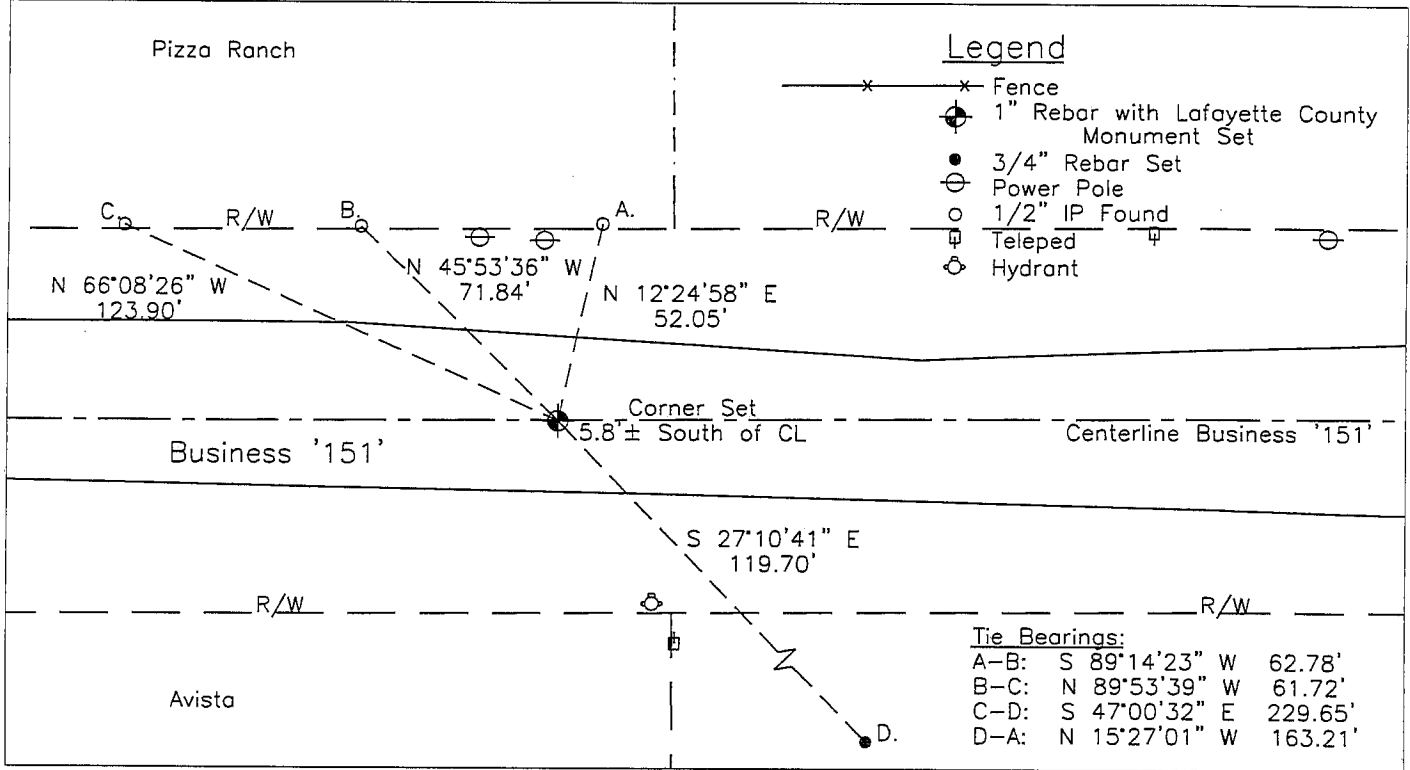 Pizza Ranch
Legend
Fence
1" Rebar with Lafayette County
Monument Set
3/4" Rebar Set
Power Pole
1/2" IP Found
Teleped
Hydrant
C.
R/W
B.
A.
R/W
N 66°08'26" W
123.90'
N 45°53'36" W
71.84'
N 12°24'58" E
52.05'
Corner Set
5.8'± South of CL
Business '151'
Centerline Business '151'
S 27°10'41" E
119.70'
R/W
R/W
Avista
D.
Tie Bearings:
A-B: S 89°14'23" W 62.78'
B-C: N 89°53'39" W 61.72'
C-D: S 47°00'32" E 229.65'
D-A: N 15°27'01" W 163.21'